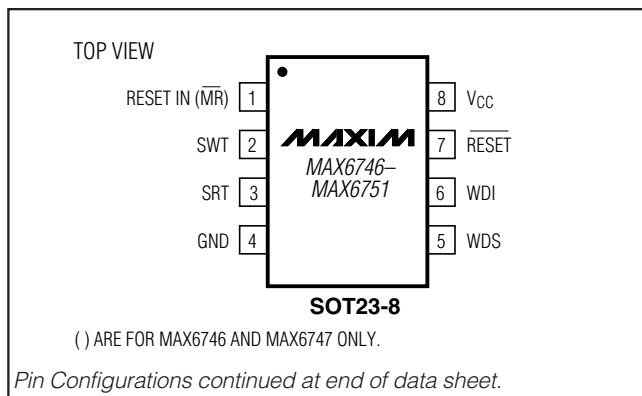 TOP VIEW
RESET IN (MR) 1
8 VCC
SWT 2
MAXIM
7 RESET
MAX6746–
MAX6751
SRT 3
6 WDI
GND 4
5 WDS
SOT23-8
( ) ARE FOR MAX6746 AND MAX6747 ONLY.
Pin Configurations continued at end of data sheet.